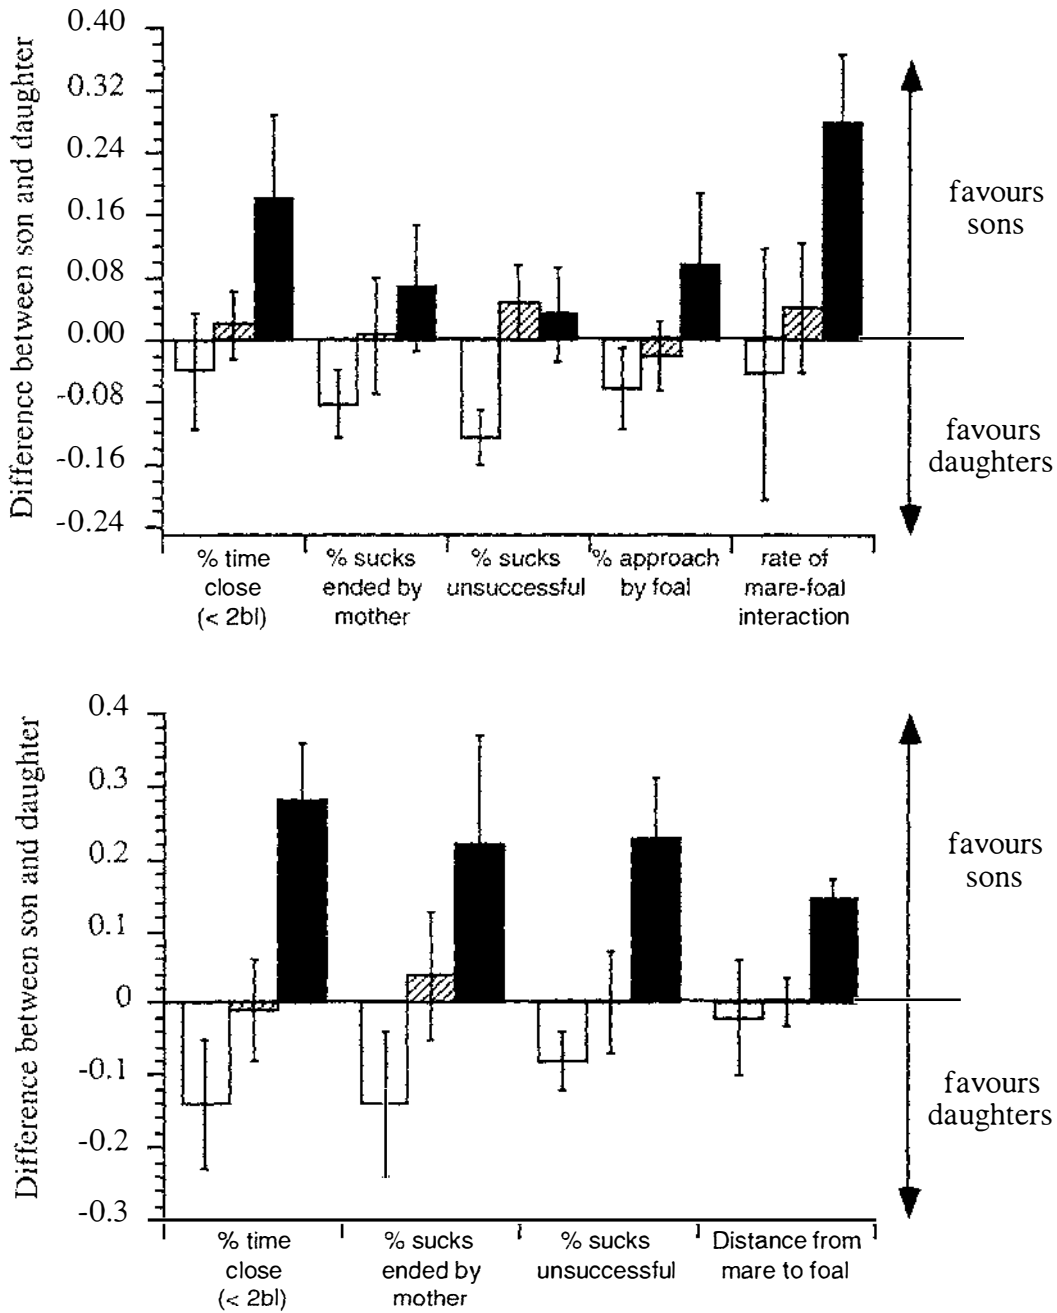 Difference between son and daughter
0.40
0.32
0.24
0.16
0.08
0.00
-0.08
-0.16
-0.24
favours
sons
favours
daughters
% time
close
(< 2bl)
% sucks
ended by
mother
% sucks
unsuccessful
% approach
by foal
rate of
mare-foal
interaction
Difference between son and daughter
0.4
0.3
0.2
0.1
0
-0.1
-0.2
-0.3
favours
sons
favours
daughters
% time
close
(< 2bl)
% sucks
ended by
mother
% sucks
unsuccessful
Distance from
mare to foal